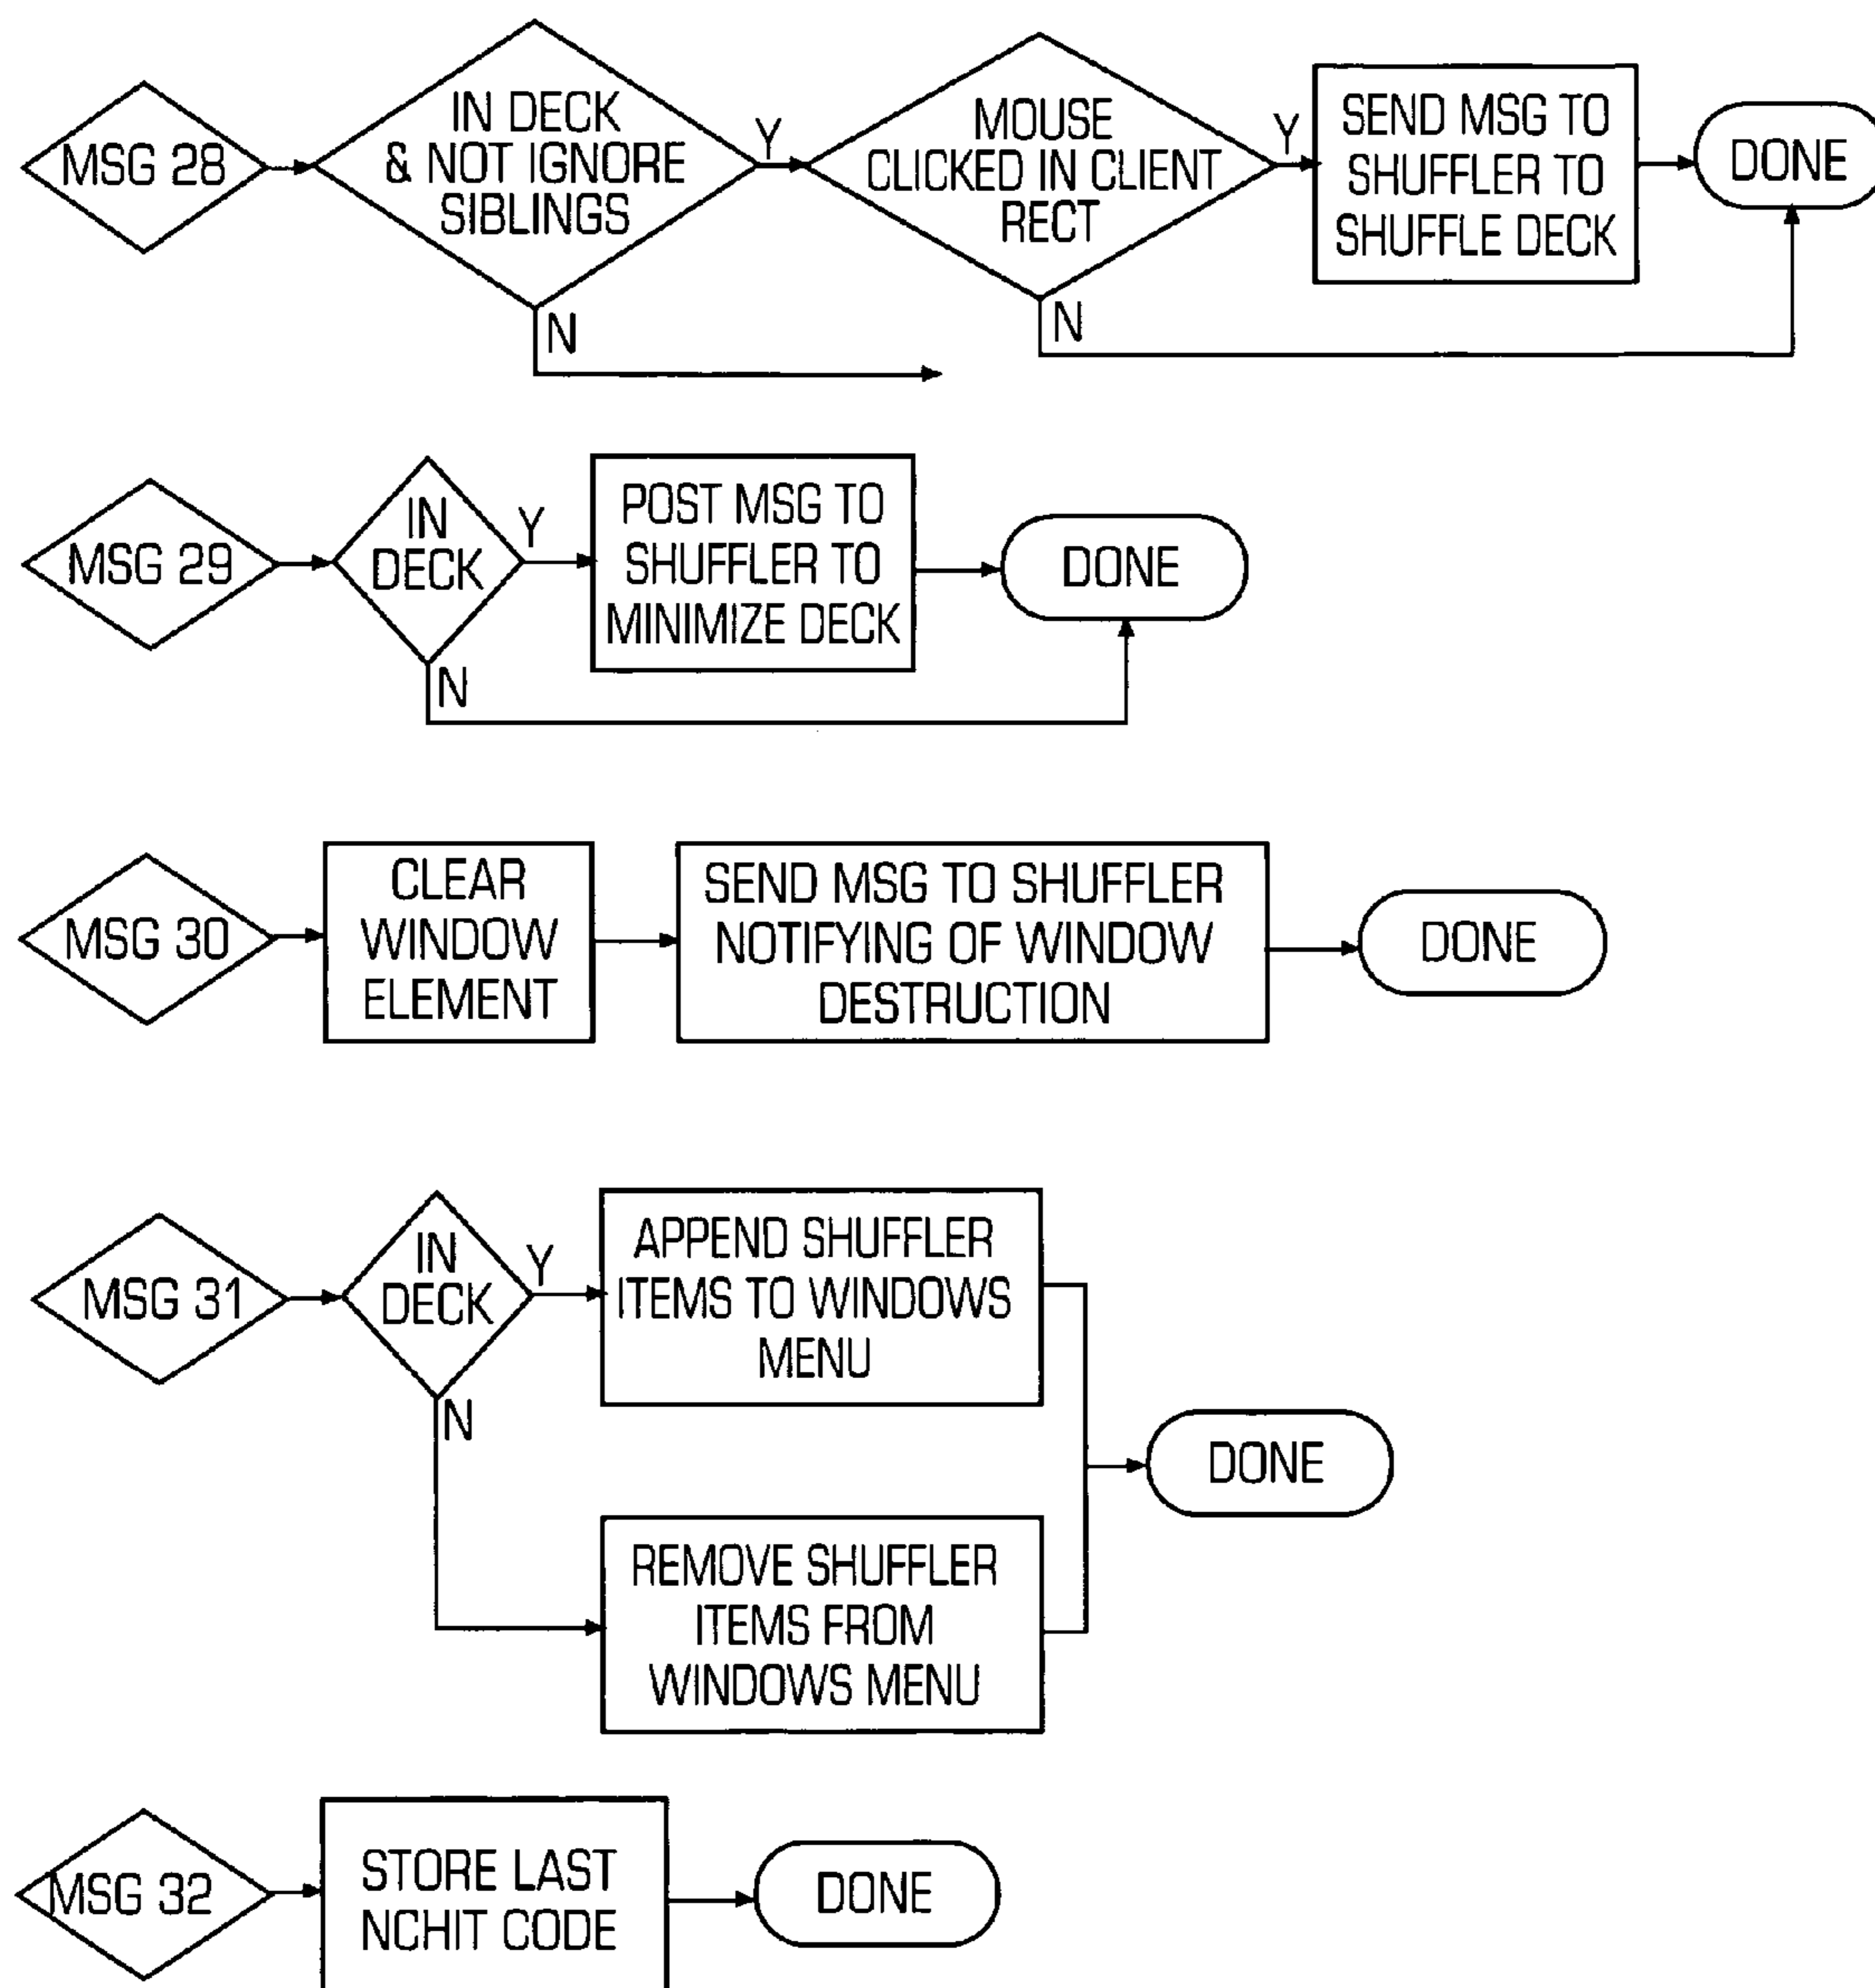 MSG 28
IN DECK
& NOT IGNORE
SIBLINGS
Y
N
MOUSE
CLICKED IN CLIENT
RECT
Y
N
SEND MSG TO
SHUFFLER TO
SHUFFLE DECK
DONE
MSG 29
IN
DECK
Y
N
POST MSG TO
SHUFFLER TO
MINIMIZE DECK
DONE
MSG 30
CLEAR
WINDOW
ELEMENT
SEND MSG TO SHUFFLER
NOTIFYING OF WINDOW
DESTRUCTION
DONE
MSG 31
IN
DECK
Y
N
APPEND SHUFFLER
ITEMS TO WINDOWS
MENU
REMOVE SHUFFLER
ITEMS FROM
WINDOWS MENU
DONE
MSG 32
STORE LAST
NCHIT CODE
DONE